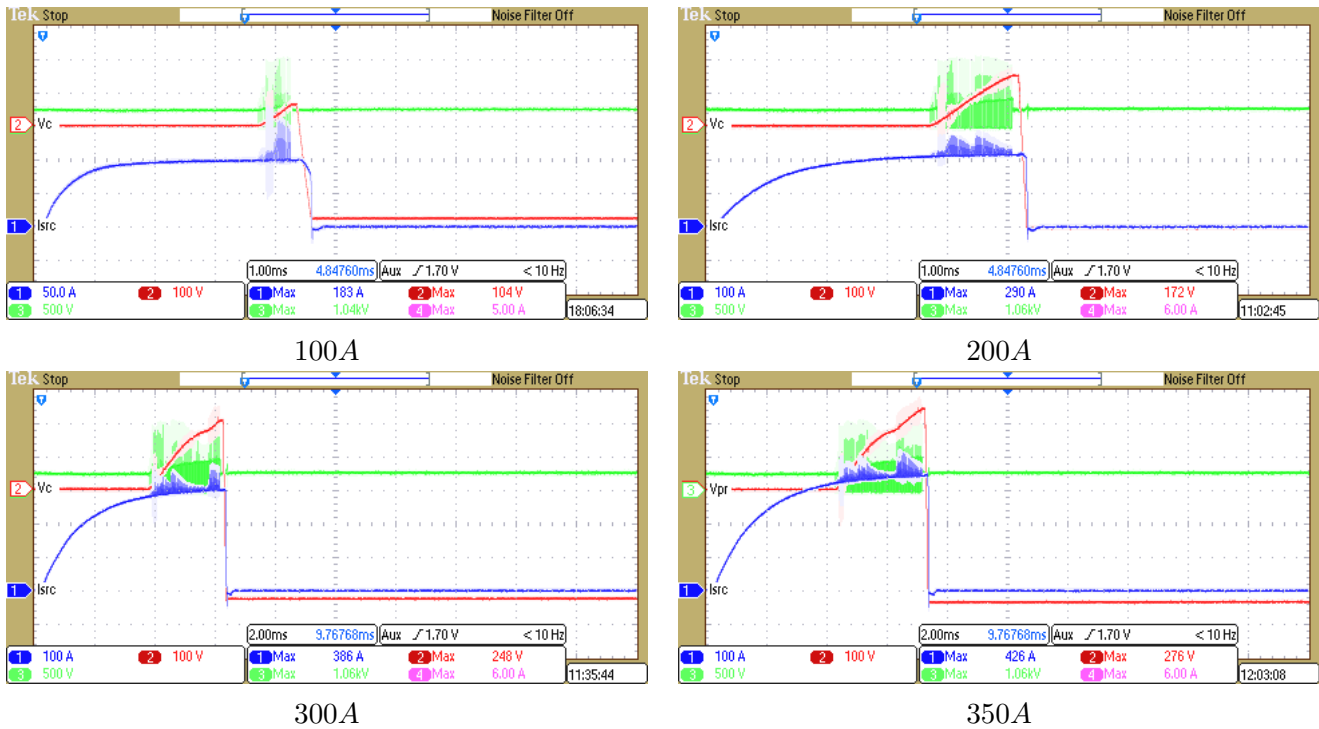 Tek Stop Noise Filter Off
2 Vc
1 Isrc
1.00ms 4.84760ms Aux ƒ 1.70 V < 10 Hz
1 50.0 A 2 100 V 1 Max 183 A 2 Max 104 V
3 500 V 3 Max 1.04kV 4 Max 5.00 A 18:06:34
100A
Tek Stop Noise Filter Off
2 Vc
1 Isrc
1.00ms 4.84760ms Aux ƒ 1.70 V < 10 Hz
1 100 A 2 100 V 1 Max 290 A 2 Max 172 V
3 500 V 3 Max 1.06kV 4 Max 6.00 A 11:02:45
200A
Tek Stop Noise Filter Off
2 Vc
1 Isrc
2.00ms 9.76768ms Aux ƒ 1.70 V < 10 Hz
1 100 A 2 100 V 1 Max 386 A 2 Max 248 V
3 500 V 3 Max 1.06kV 4 Max 6.00 A 11:35:44
300A
Tek Stop Noise Filter Off
3 Vpr
1 Isrc
2.00ms 9.76768ms Aux ƒ 1.70 V < 10 Hz
1 100 A 2 100 V 1 Max 426 A 2 Max 276 V
3 500 V 3 Max 1.06kV 4 Max 6.00 A 12:03:08
350A